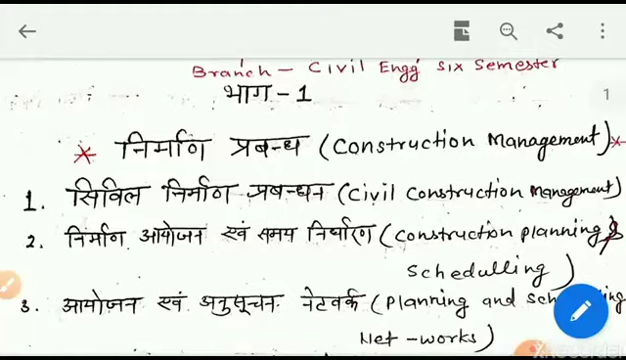 Branch - Civil Engg Six Semester
भाग -1
1
* निर्माण प्रबन्ध (Construction Management) *
1. सिविल निर्माण प्रबन्धन (Civil Construction Management)
2. निर्माण आयोजन एवं समय निर्धारण (Construction planning &
Schedulling)
3. आयोजन एवं अनुसूचन नेटवर्क (Planning and Scheduling
Net-works)